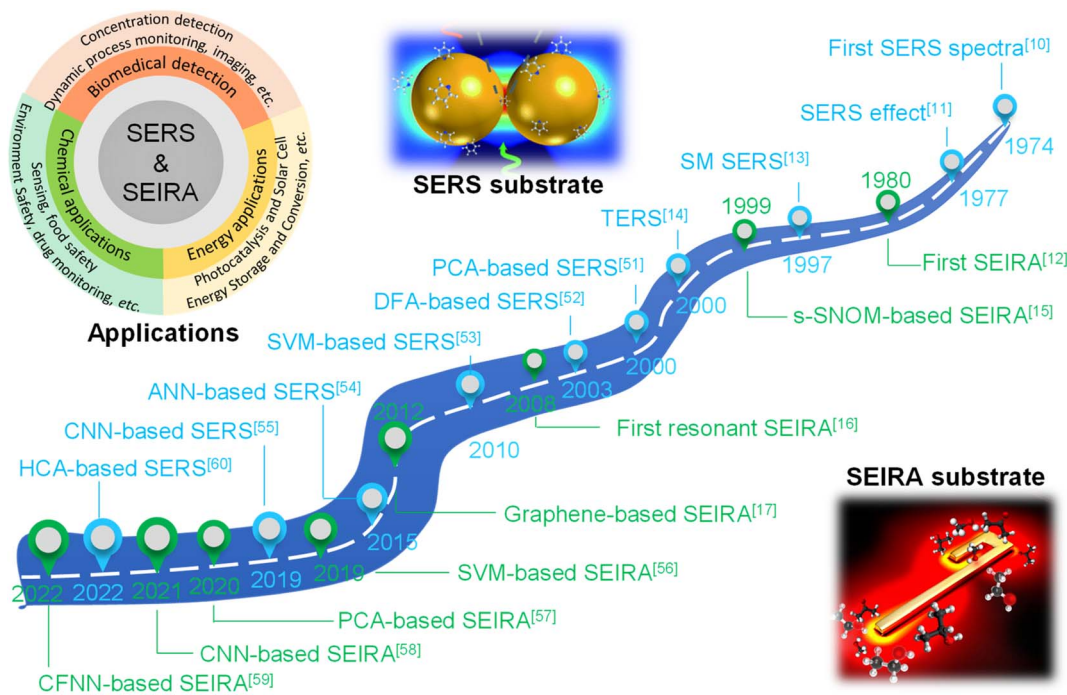 Concentration detection
Dynamic process monitoring, imaging, etc.
Biomedical detection
Chemical applications
Sensing, food safety
Environment Safety, drug monitoring, etc.
Energy applications
Photocatalysis and Solar Cell
Energy Storage and Conversion, etc.
SERS
&
SEIRA
Applications
SERS substrate
First SERS spectra[10]
1974
SERS effect[11]
1977
1980
First SEIRA[12]
SM SERS[13]
1997
1999
s-SNOM-based SEIRA[15]
TERS[14]
2000
PCA-based SERS[51]
2000
DFA-based SERS[52]
2003
2006
First resonant SEIRA[16]
SVM-based SERS[53]
2010
2012
Graphene-based SEIRA[17]
ANN-based SERS[54]
2015
2019
SVM-based SEIRA[56]
CNN-based SERS[55]
2019
2020
PCA-based SEIRA[57]
2021
CNN-based SEIRA[58]
HCA-based SERS[60]
2022
2022
CFNN-based SEIRA[59]
SEIRA substrate